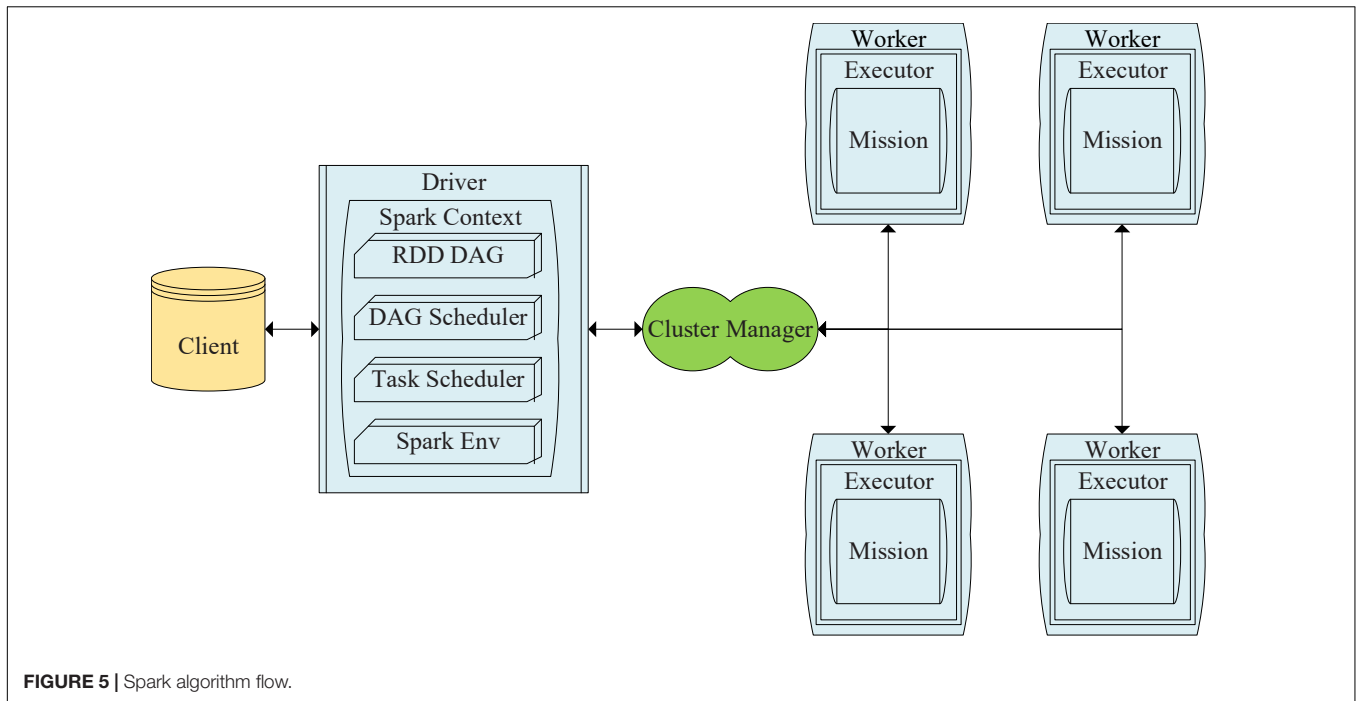 Worker
Executor
Mission
Worker
Executor
Mission
Driver
Spark Context
RDD DAG
DAG Scheduler
Task Scheduler
Spark Env
Client
Cluster Manager
Worker
Executor
Mission
Worker
Executor
Mission
FIGURE 5 | Spark algorithm flow.